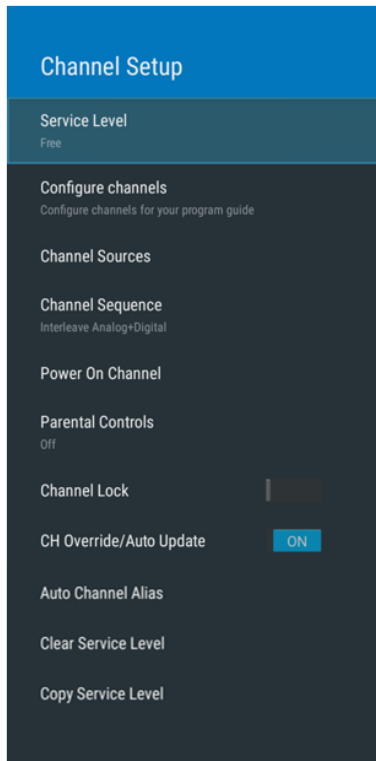 Channel Setup
Service Level
Free
Configure channels
Configure channels for your program guide
Channel Sources
Channel Sequence
Interleave Analog+Digital
Power On Channel
Parental Controls
Off
Channel Lock
CH Override/Auto Update ON
Auto Channel Alias
Clear Service Level
Copy Service Level